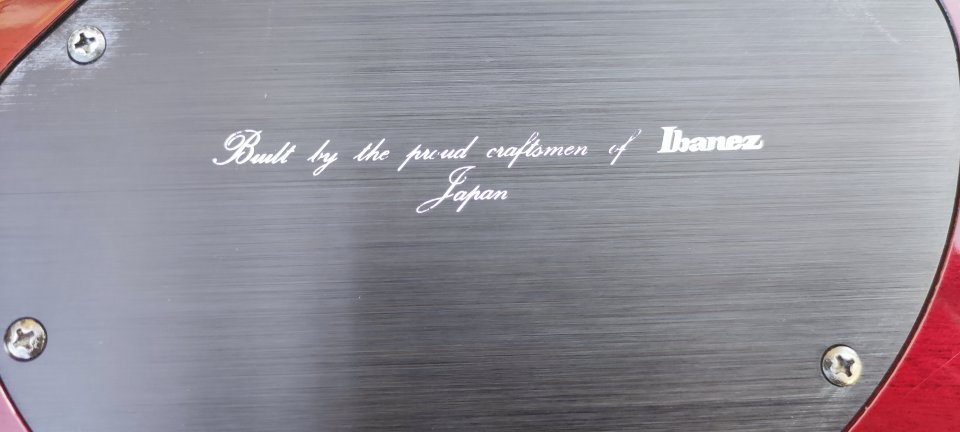 Built by the proud craftsmen of Ibanez
Japan